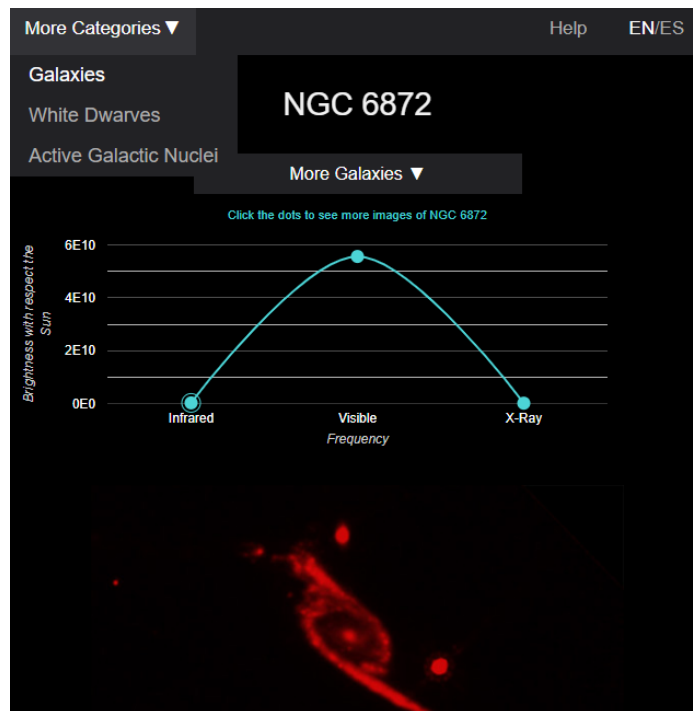 More Categories ▼
Help
EN/ES
Galaxies
White Dwarves
Active Galactic Nuclei
NGC 6872
More Galaxies ▼
Click the dots to see more images of NGC 6872
Brightness with respect the
Sun
6E10
4E10
2E10
0E0
Infrared
Visible
X-Ray
Frequency